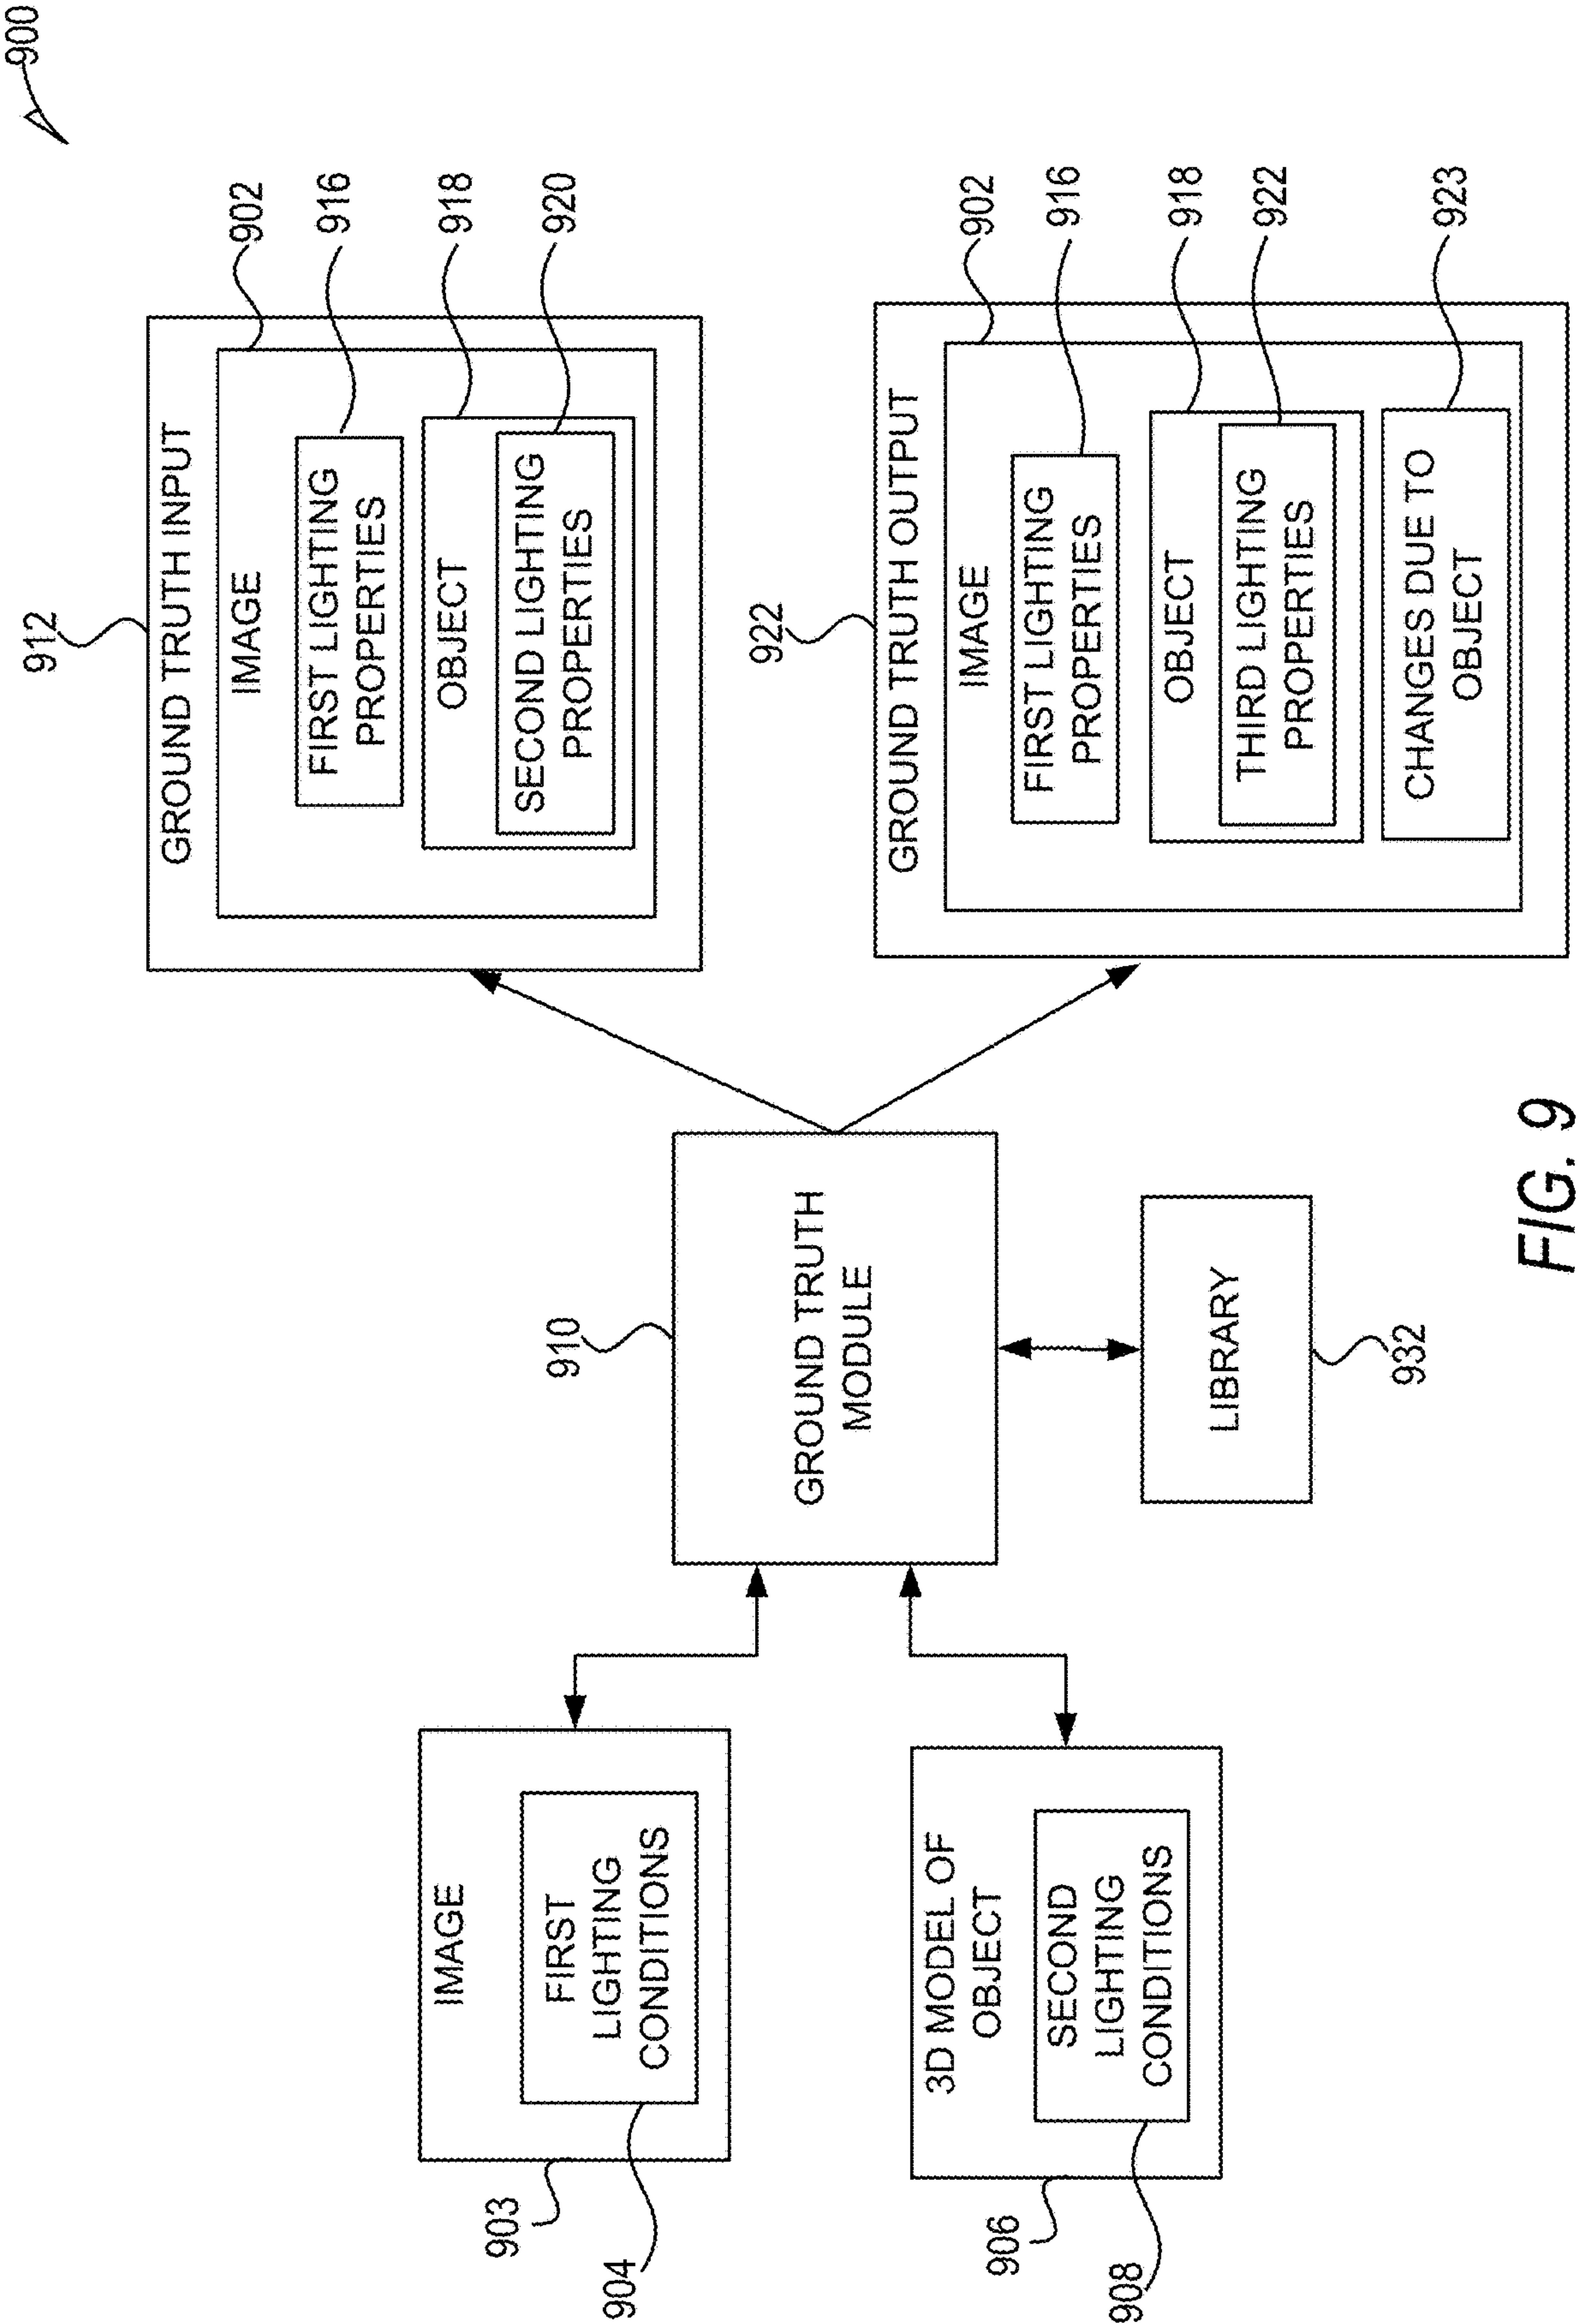 900
903
IMAGE
904
FIRST
LIGHTING
CONDITIONS
906
3D MODEL OF
OBJECT
908
SECOND
LIGHTING
CONDITIONS
910
GROUND TRUTH
MODULE
LIBRARY
932
912
GROUND TRUTH INPUT
IMAGE
902
FIRST LIGHTING
PROPERTIES
916
OBJECT
918
SECOND LIGHTING
PROPERTIES
920
922
GROUND TRUTH OUTPUT
IMAGE
902
FIRST LIGHTING
PROPERTIES
916
OBJECT
918
THIRD LIGHTING
PROPERTIES
922
CHANGES DUE TO
OBJECT
923
FIG. 9